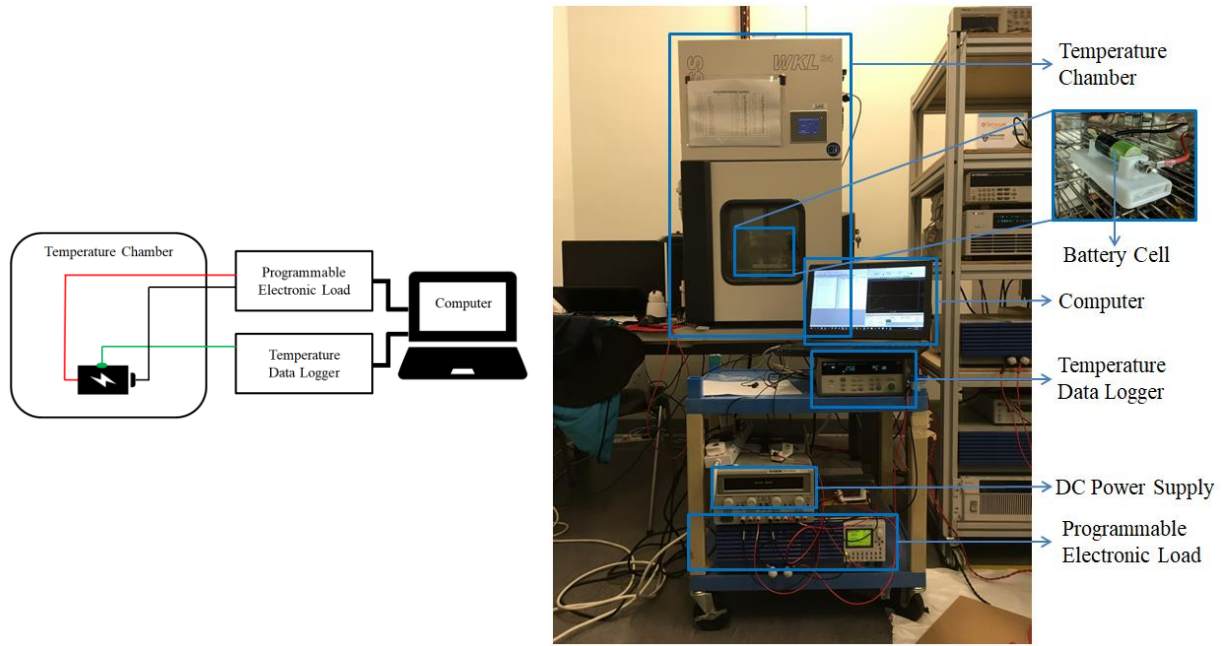 Temperature Chamber
Programmable
Electronic Load
Computer
Temperature
Data Logger
WKL
Temperature
Chamber
Battery Cell
Computer
Temperature
Data Logger
DC Power Supply
Programmable
Electronic Load